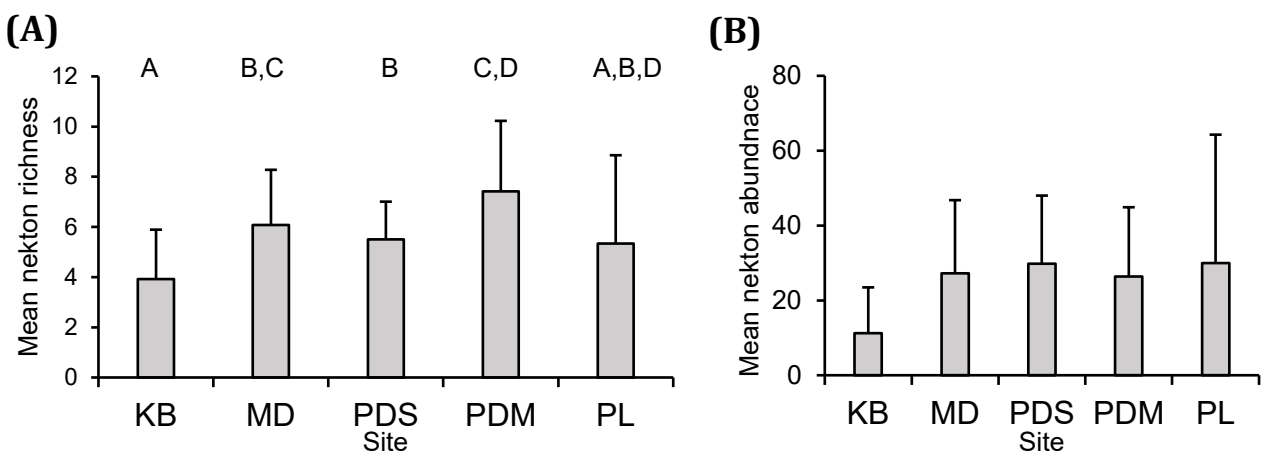 (A)
A B,C B C,D A,B,D
Mean nekton richness
12
10
8
6
4
2
0
KB MD PDS PDM PL
Site
(B)
Mean nekton abundnace
80
60
40
20
0
KB MD PDS PDM PL
Site